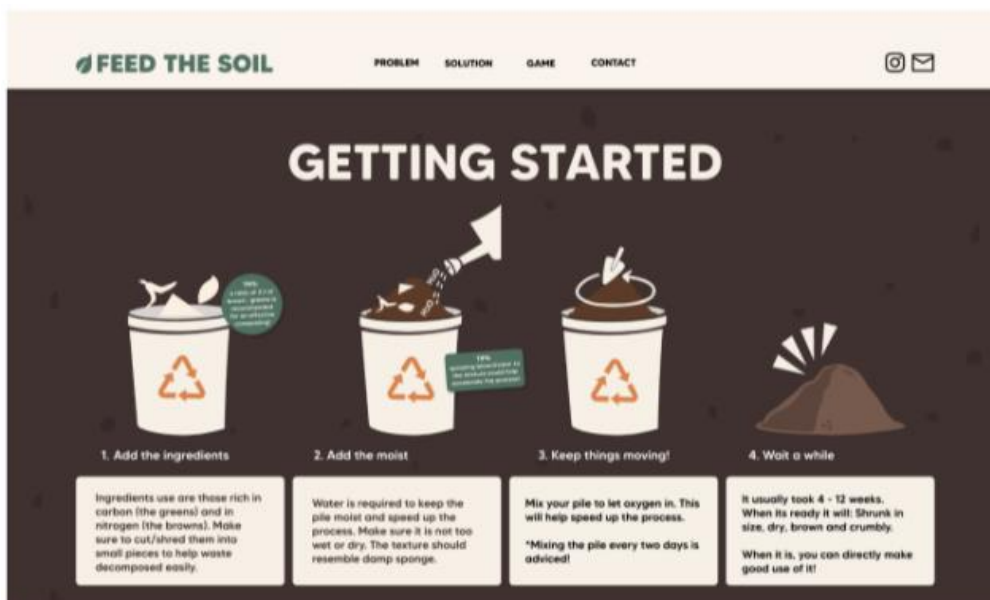 FEED THE SOIL
PROBLEM SOLUTION GAME CONTACT
GETTING STARTED
H2O
H2O
1. Add the ingredients
2. Add the moist
3. Keep things moving!
4. Wait a while
Ingredients use are those rich in
carbon (the greens) and in
nitrogen (the browns). Make
sure to cut/shred them into
small pieces to help waste
decomposed easily.
Water is required to keep the
pile moist and speed up the
process. Make sure it is not too
wet or dry. The texture should
resemble damp sponge.
Mix your pile to let oxygen in. This
will help speed up the process.
*Mixing the pile every two days is
adviced!
It usually took 4 - 12 weeks.
When its ready it will: Shrunk in
size, dry, brown and crumbly.
When it is, you can directly make
good use of it!